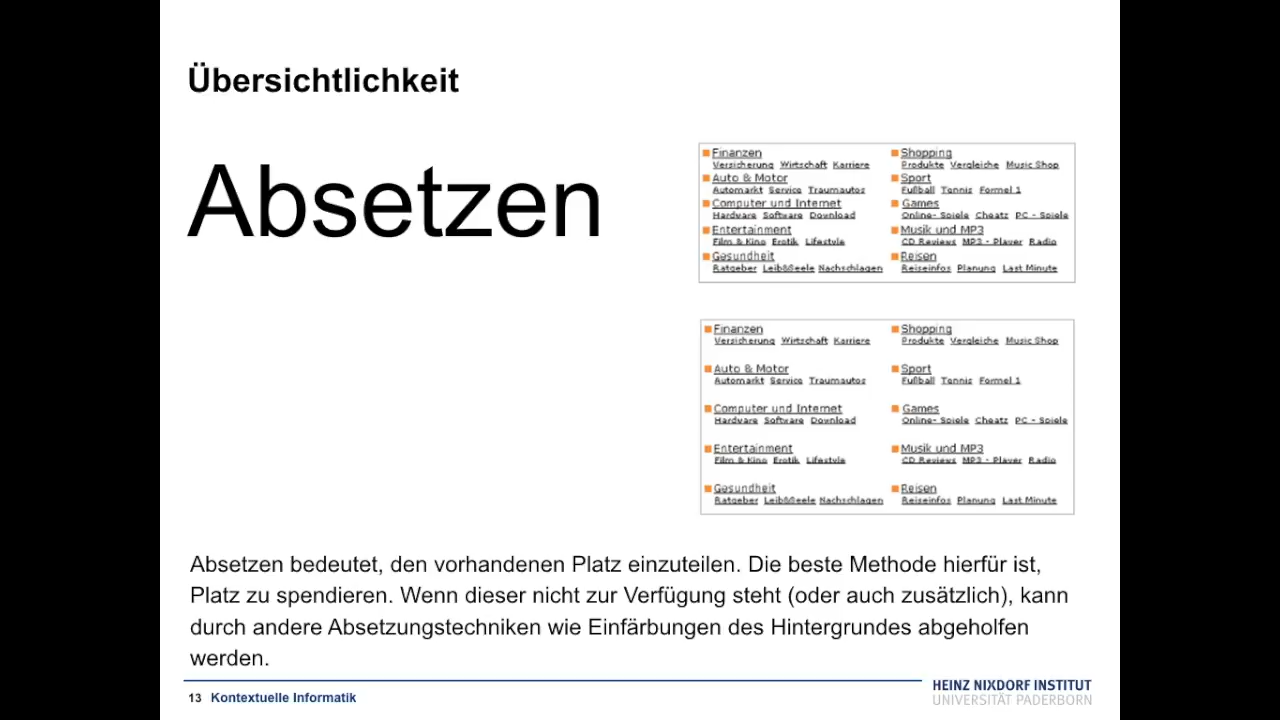 Übersichtlichkeit
Absetzen
Finanzen
Versicherung Wirtschaft Karriere
Auto & Motor
Automarkt Service Traumautos
Computer und Internet
Hardware Software Download
Entertainment
Film & Kino Erotik Lifestyle
Gesundheit
Ratgeber Leib&Seele Nachschlagen
Shopping
Produkte Vergleiche Music Shop
Sport
Fußball Tennis Formel 1
Games
Online- Spiele Cheatz PC - Spiele
Musik und MP3
CD Reviews MP3 - Player Radio
Reisen
Reiseinfos Planung Last Minute
Finanzen
Versicherung Wirtschaft Karriere
Auto & Motor
Automarkt Service Traumautos
Computer und Internet
Hardware Software Download
Entertainment
Film & Kino Erotik Lifestyle
Gesundheit
Ratgeber Leib&Seele Nachschlagen
Shopping
Produkte Vergleiche Music Shop
Sport
Fußball Tennis Formel 1
Games
Online- Spiele Cheatz PC - Spiele
Musik und MP3
CD Reviews MP3 - Player Radio
Reisen
Reiseinfos Planung Last Minute
Absetzen bedeutet, den vorhandenen Platz einzuteilen. Die beste Methode hierfür ist,
Platz zu spendieren. Wenn dieser nicht zur Verfügung steht (oder auch zusätzlich), kann
durch andere Absetzungstechniken wie Einfärbungen des Hintergrundes abgeholfen
werden.
13 Kontextuelle Informatik
HEINZ NIXDORF INSTITUT
UNIVERSITÄT PADERBORN